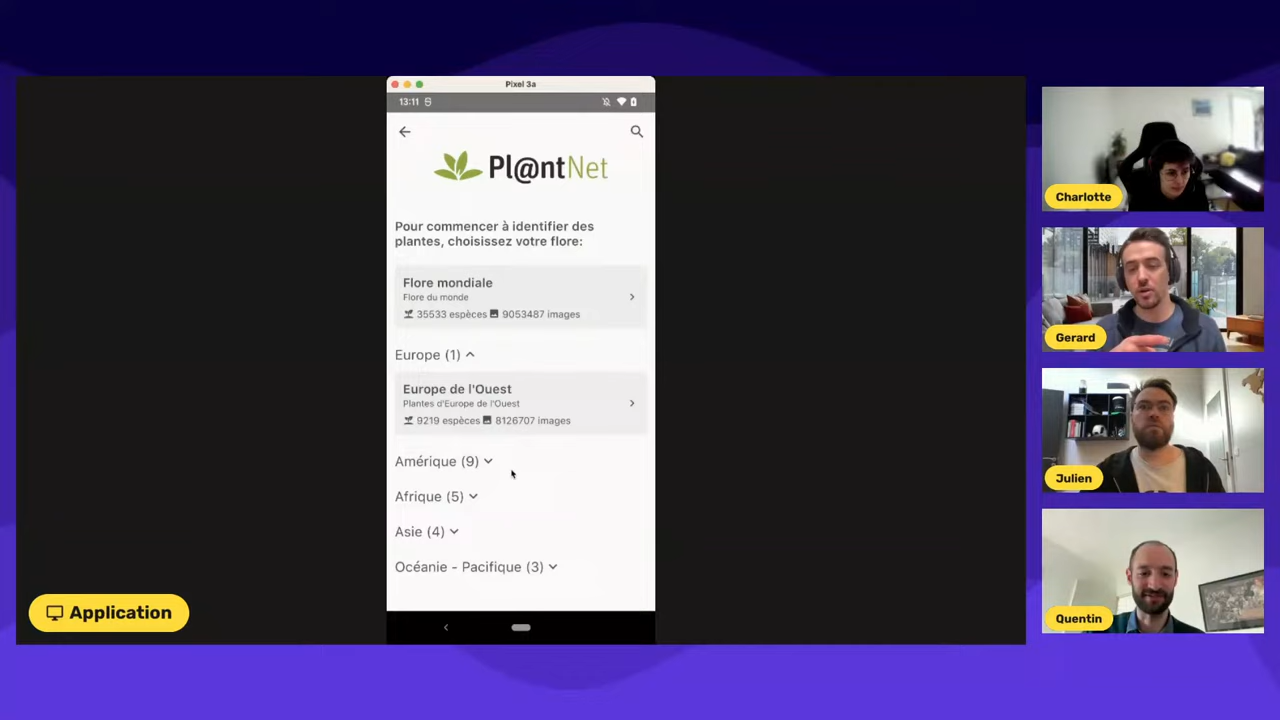 Pixel 3a
13:11
Pl@ntNet
Pour commencer à identifier des
plantes, choisissez votre flore:
Flore mondiale
Flore du monde
35533 espèces 9053487 images
Europe (1)
Europe de l'Ouest
Plantes d'Europe de l'Ouest
9219 espèces 8126707 images
Amérique (9)
Afrique (5)
Asie (4)
Océanie - Pacifique (3)
Application
Charlotte
Gerard
Julien
Quentin